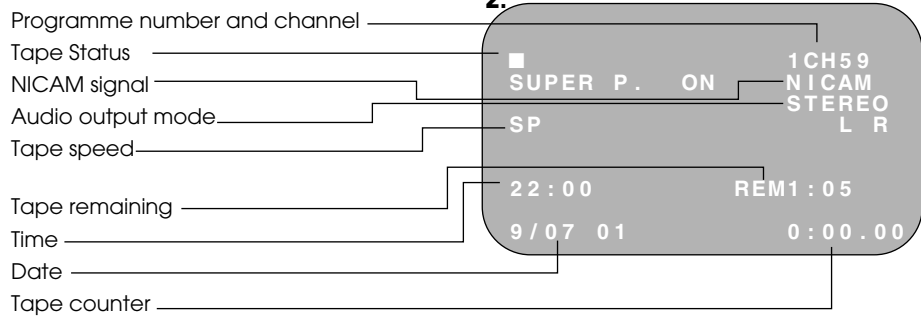 2.
Programme number and channel
Tape Status
NICAM signal
Audio output mode
Tape speed
Tape remaining
Time
Date
Tape counter
1CH59
SUPER P. ON NICAM
STEREO
SP L R
22:00 REM1:05
9/07 01 0:00.00